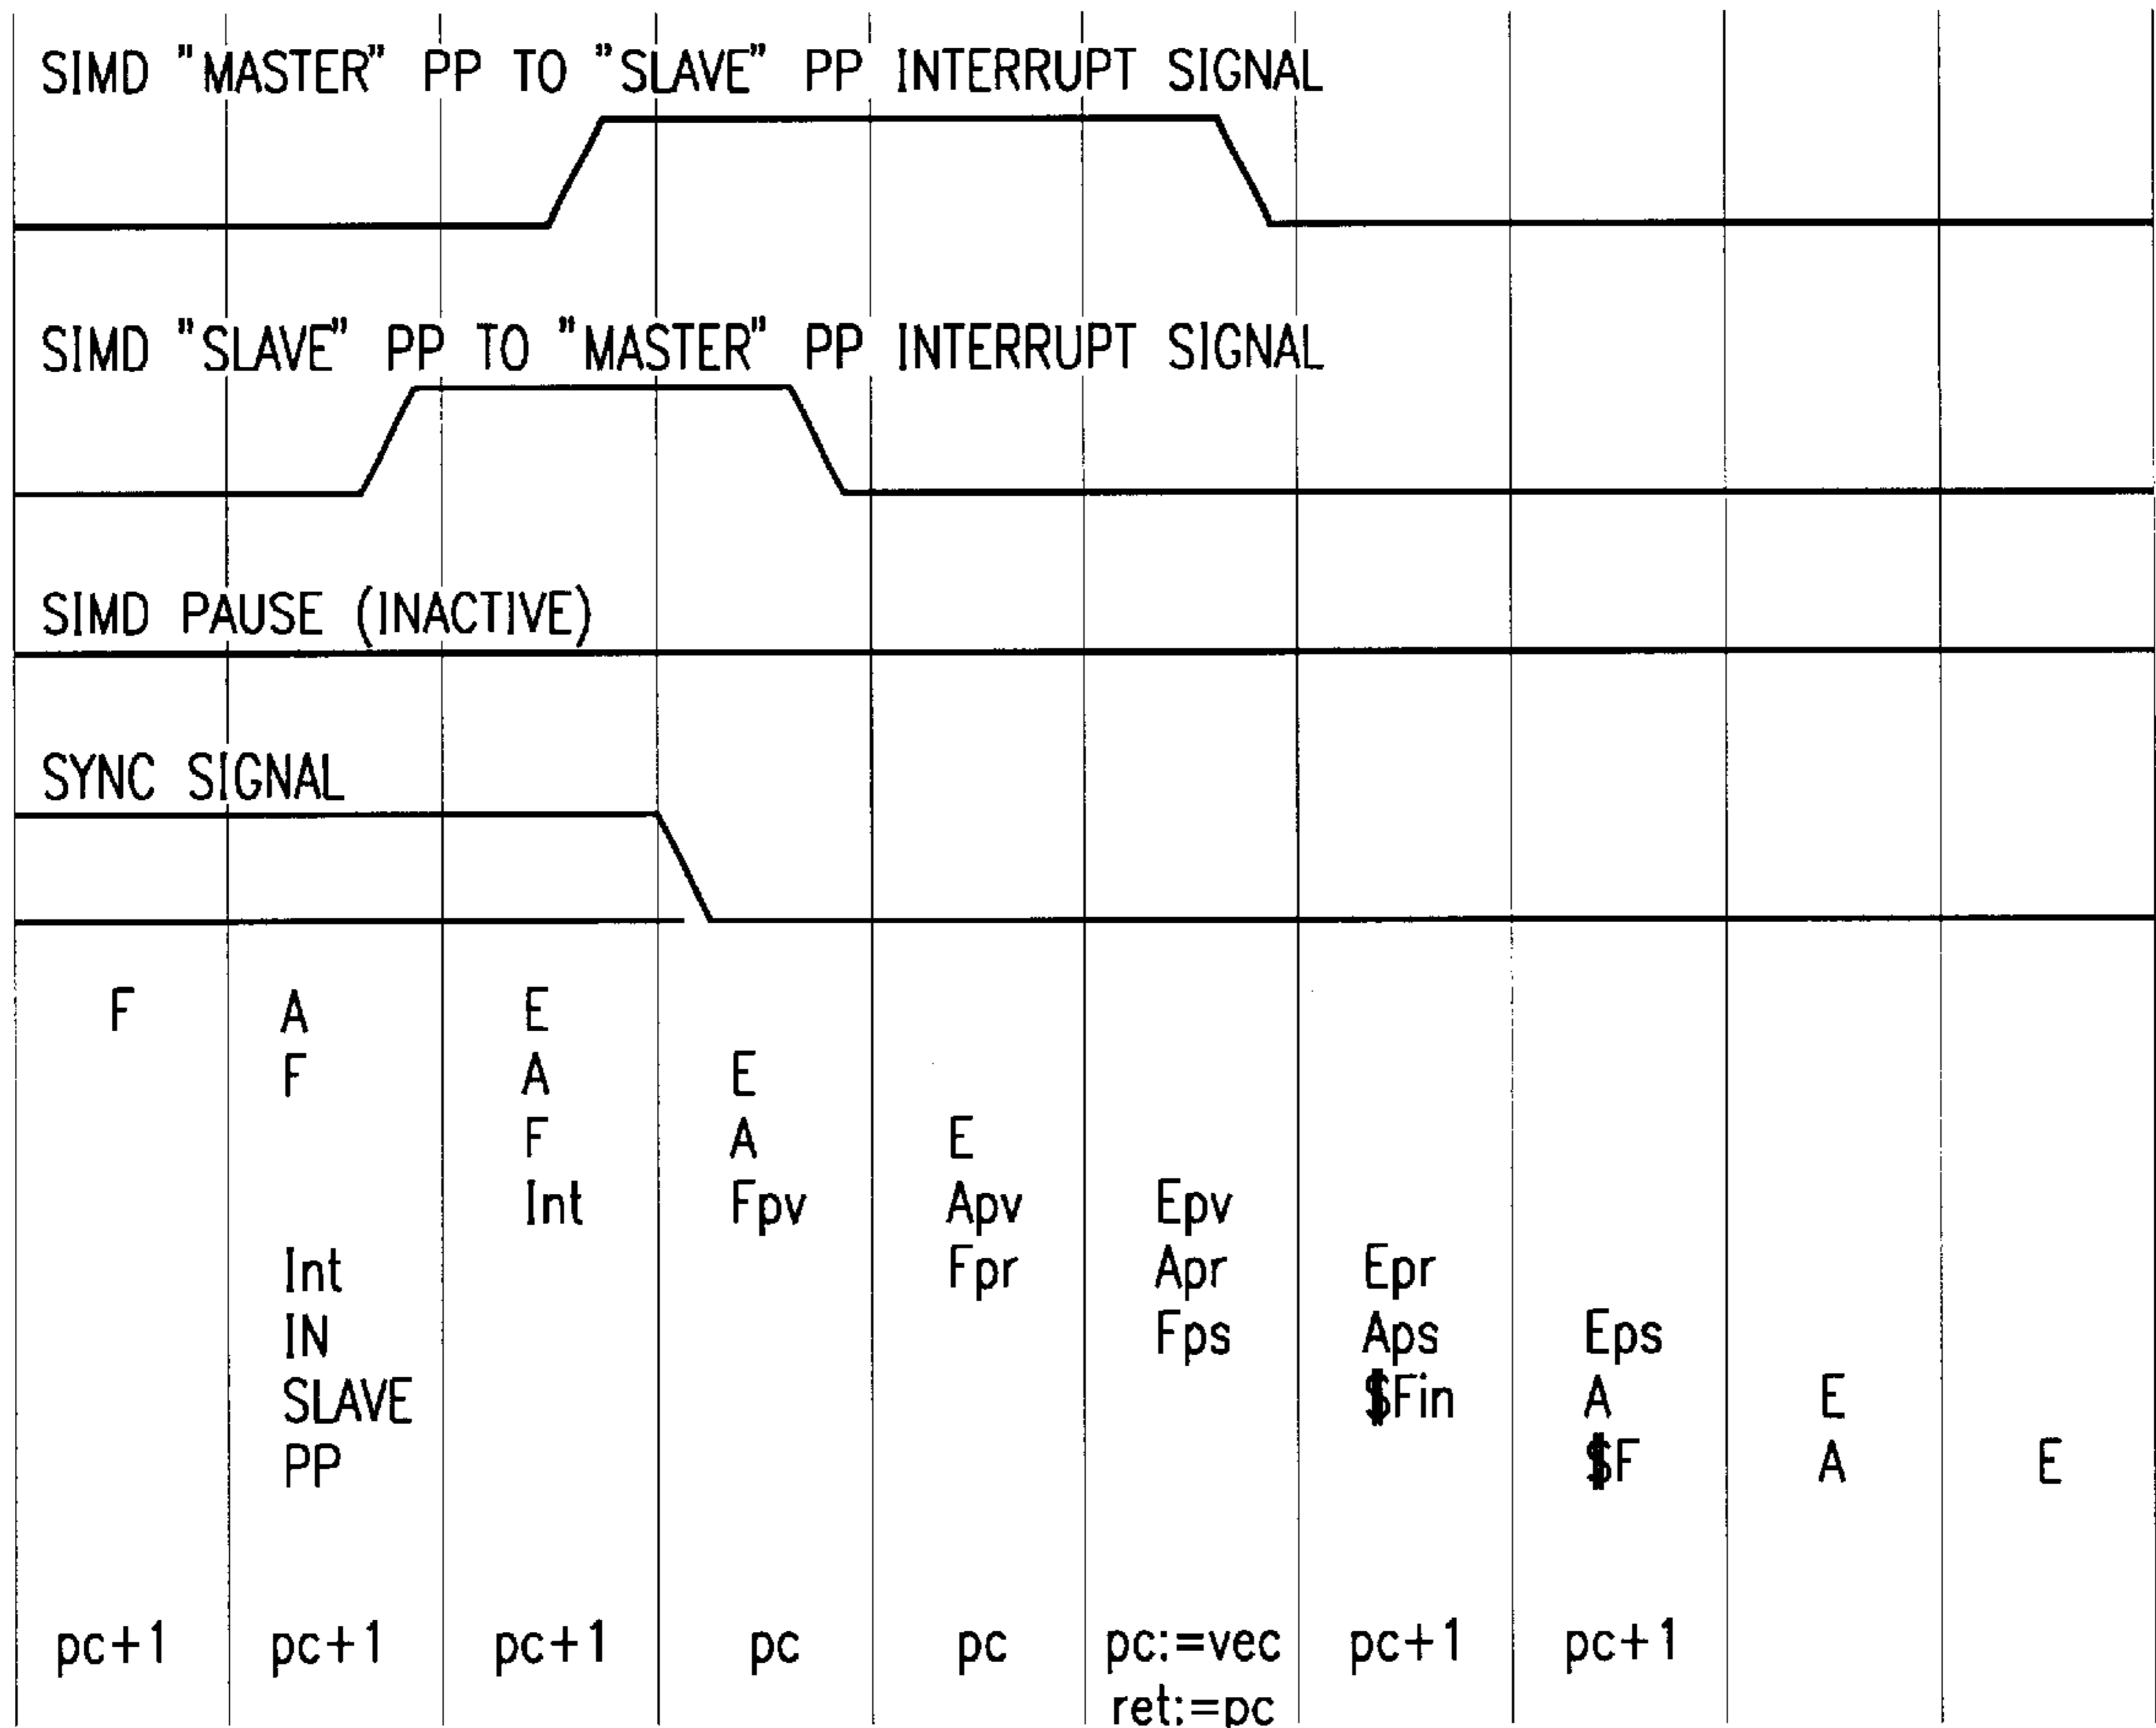 SIMD "MASTER" PP TO "SLAVE" PP INTERRUPT SIGNAL
SIMD "SLAVE" PP TO "MASTER" PP INTERRUPT SIGNAL
SIMD PAUSE (INACTIVE)
SYNC SIGNAL
F A E
F A E
F A E
Int Fpv Apv Epv
Int Fpr Apr Epr
IN Fps Aps Eps
SLAVE $Fin A E
PP $F A E
pc+1 pc+1 pc+1 pc pc pc:=vec pc+1 pc+1
ret:=pc